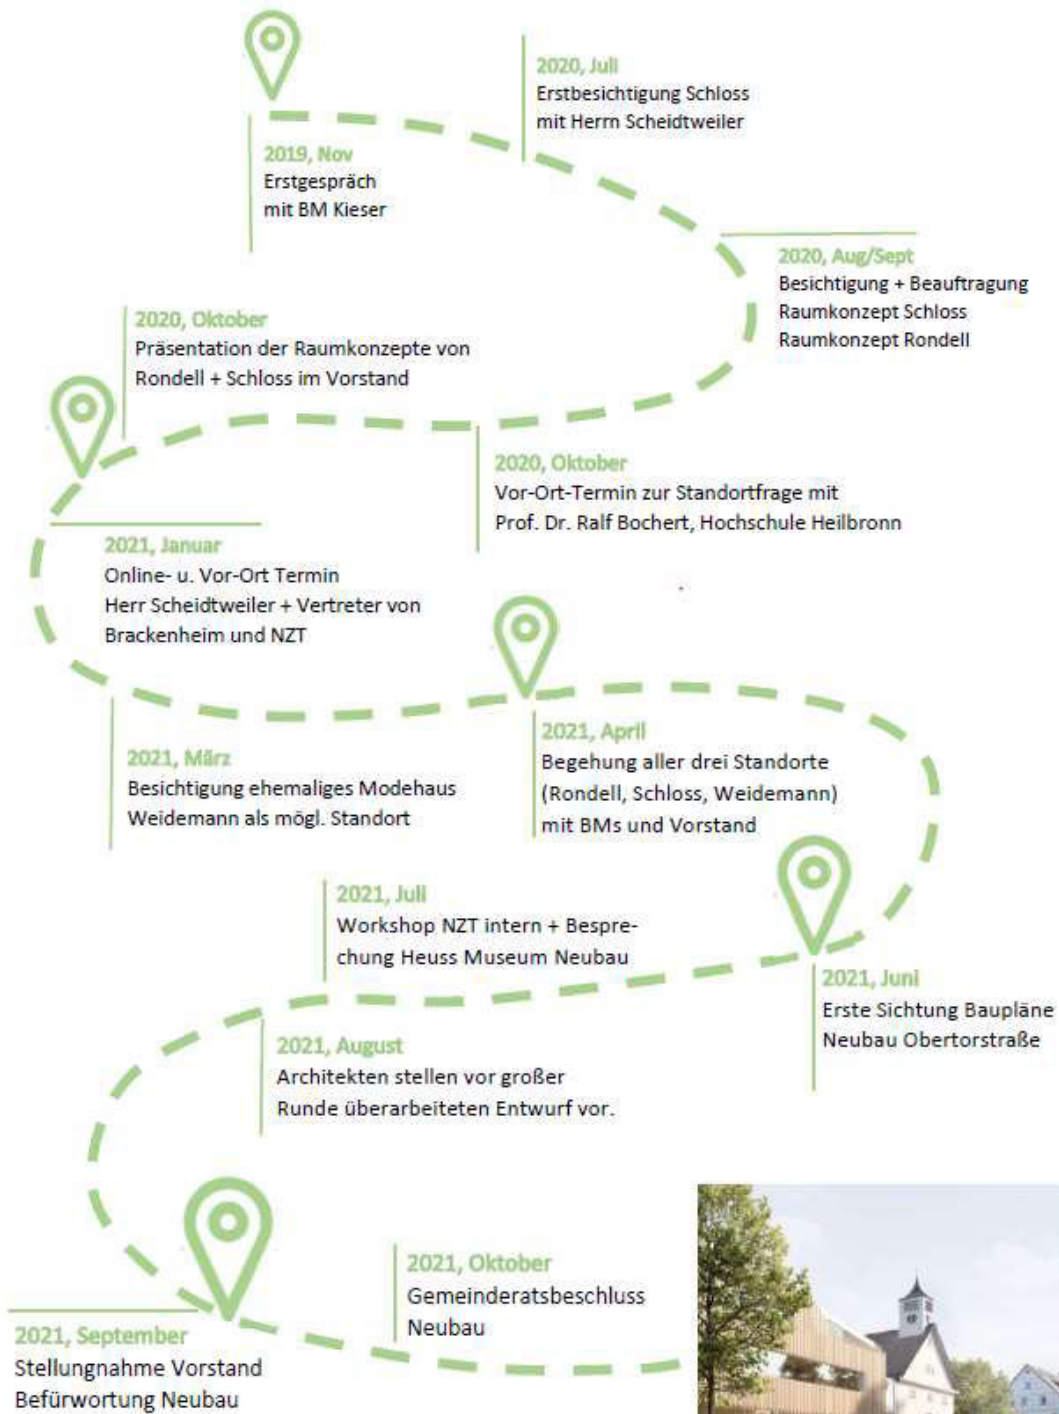 2019, Nov
Erstgespräch
mit BM Kieser
2020, Juli
Erstbesichtigung Schloss
mit Herrn Scheidtweiler
2020, Aug/Sept
Besichtigung + Beauftragung
Raumkonzept Schloss
Raumkonzept Rondell
2020, Oktober
Vor-Ort-Termin zur Standortfrage mit
Prof. Dr. Ralf Bochert, Hochschule Heilbronn
2020, Oktober
Präsentation der Raumkonzepte von
Rondell + Schloss im Vorstand
2021, Januar
Online- u. Vor-Ort Termin
Herr Scheidtweiler + Vertreter von
Brackenheim und NZT
2021, März
Besichtigung ehemaliges Modehaus
Weidemann als mögl. Standort
2021, April
Begehung aller drei Standorte
(Rondell, Schloss, Weidemann)
mit BMs und Vorstand
2021, Juni
Erste Sichtung Baupläne
Neubau Obertorstraße
2021, Juli
Workshop NZT intern + Bespre-
chung Heuss Museum Neubau
2021, August
Architekten stellen vor großer
Runde überarbeiteten Entwurf vor.
2021, September
Stellungnahme Vorstand
Befürwortung Neubau
2021, Oktober
Gemeinderatsbeschluss
Neubau